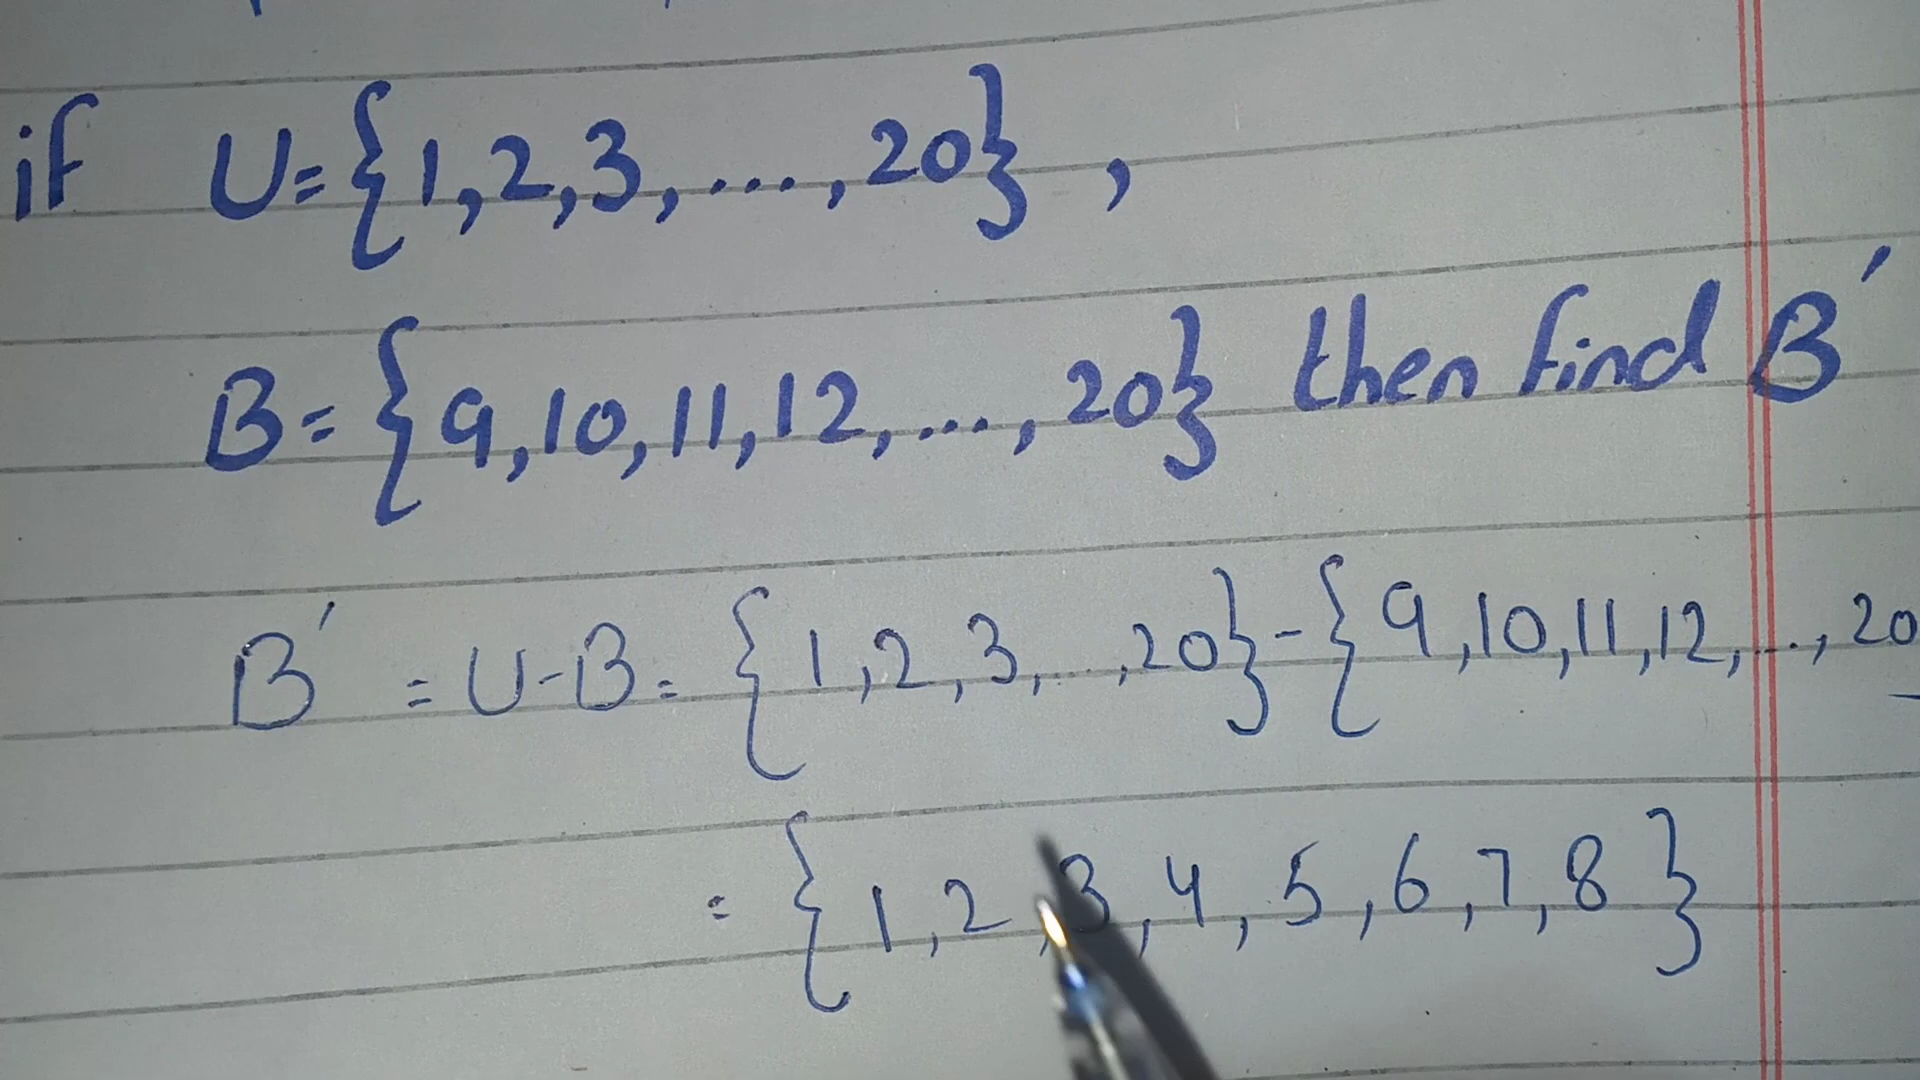 if U={1,2,3,...,20} ,
B={9,10,11,12,...,20} then find B′
B′ =U-B= {1,2,3,...,20}-{9,10,11,12,...,20
= {1,2,3,4,5,6,7,8}